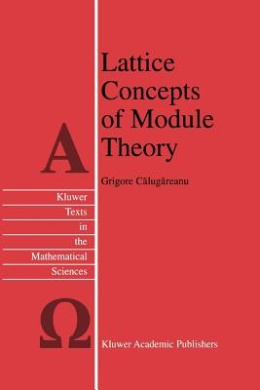 Lattice
Concepts
of Module
Theory
Grigore Călugăreanu
A
Kluwer
Texts
in
the
Mathematical
Sciences
Ω
Kluwer Academic Publishers